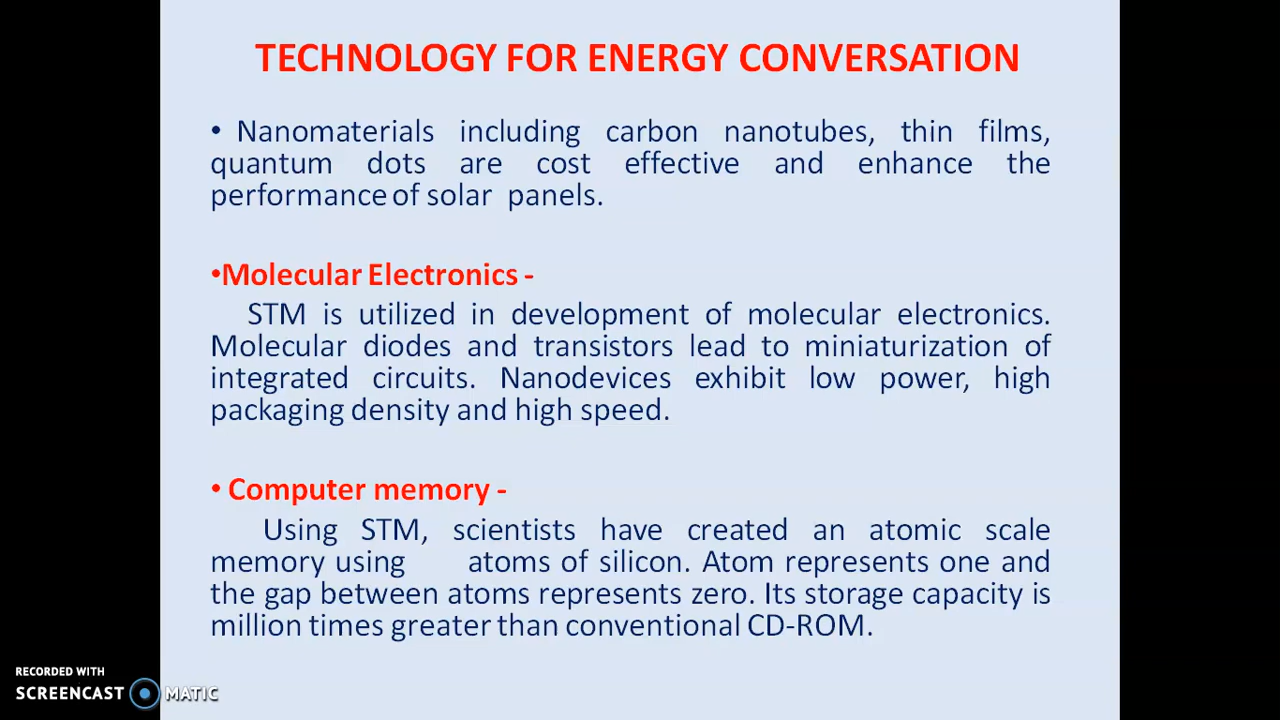 TECHNOLOGY FOR ENERGY CONVERSATION
• Nanomaterials including carbon nanotubes, thin films,
quantum dots are cost effective and enhance the
performance of solar panels.
•Molecular Electronics -
STM is utilized in development of molecular electronics.
Molecular diodes and transistors lead to miniaturization of
integrated circuits. Nanodevices exhibit low power, high
packaging density and high speed.
• Computer memory -
Using STM, scientists have created an atomic scale
memory using atoms of silicon. Atom represents one and
the gap between atoms represents zero. Its storage capacity is
million times greater than conventional CD-ROM.
RECORDED WITH
SCREENCAST MATIC